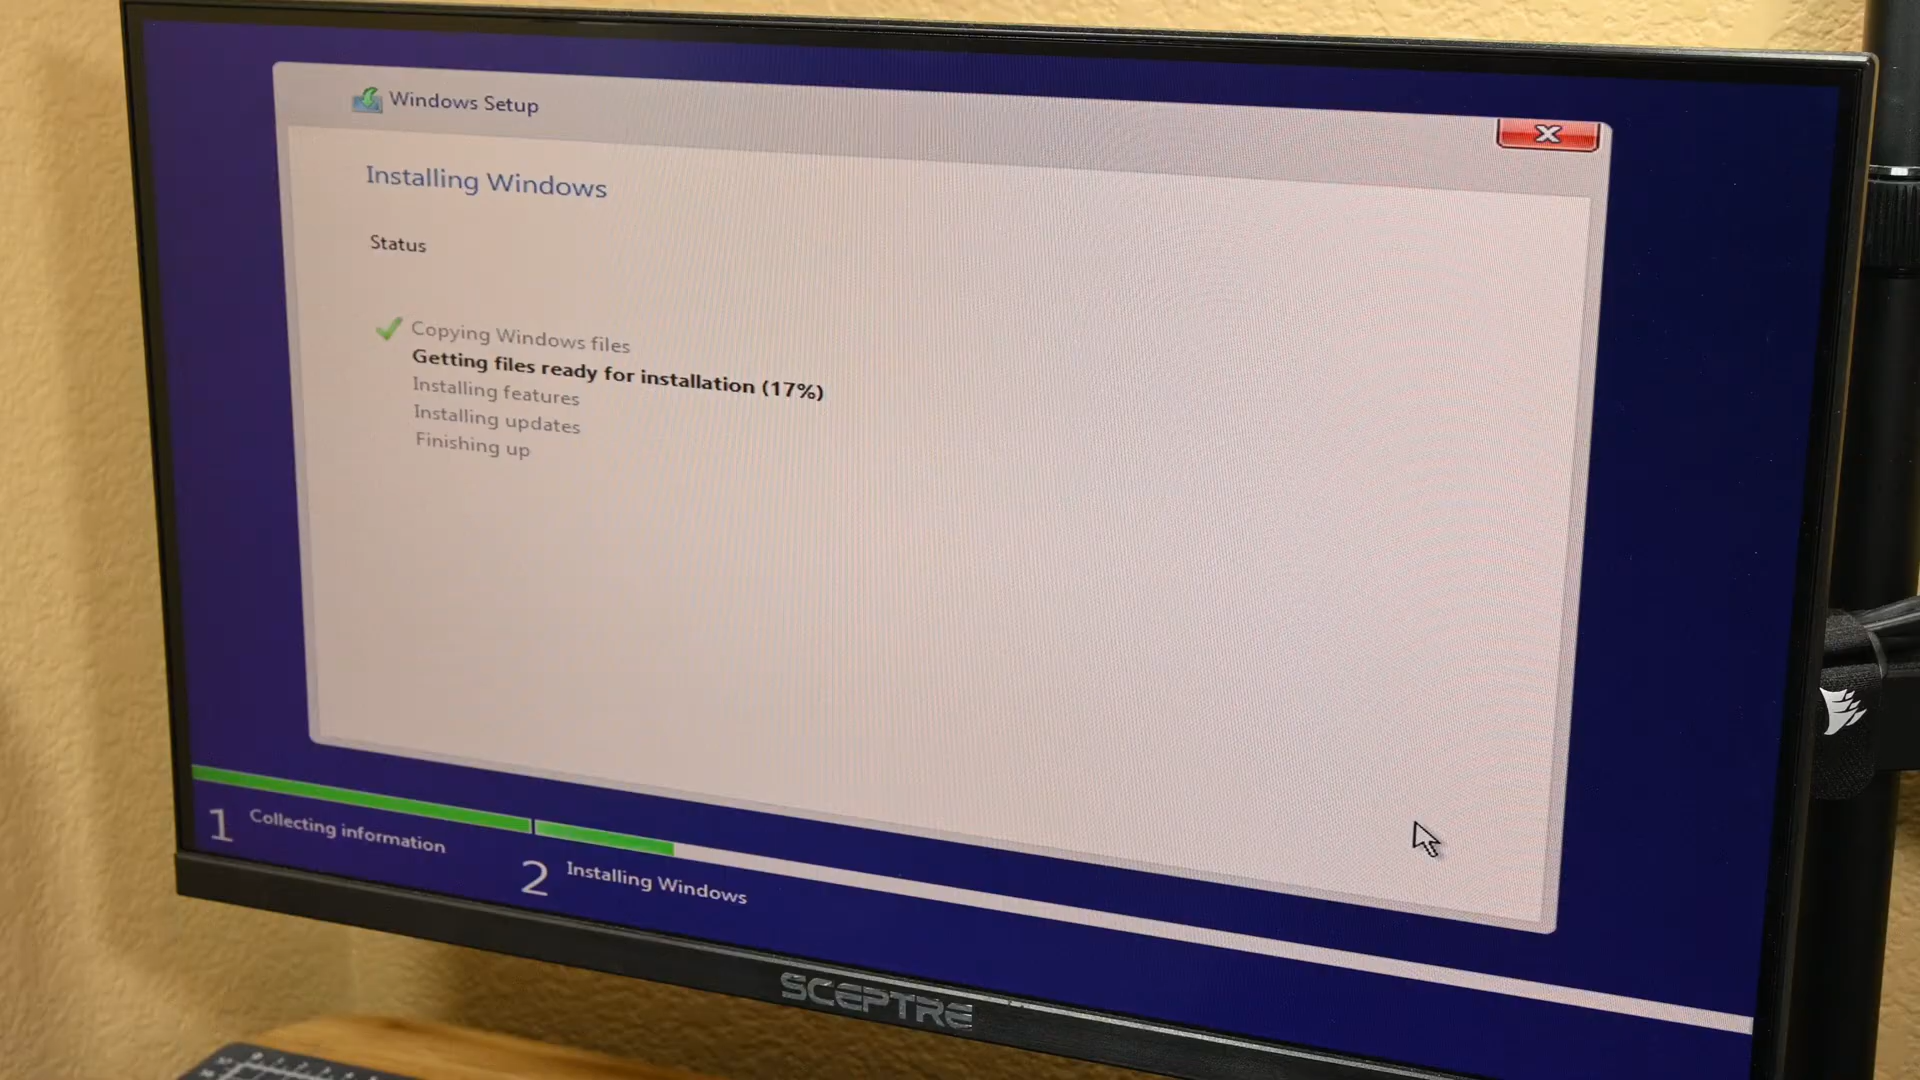 Windows Setup
Installing Windows
Status
Copying Windows files
Getting files ready for installation (17%)
Installing features
Installing updates
Finishing up
1 Collecting information
2 Installing Windows
SCEPTRE